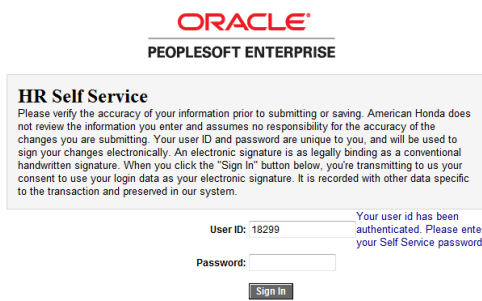 ORACLE®
PEOPLESOFT ENTERPRISE
HR Self Service
Please verify the accuracy of your information prior to submitting or saving. American Honda does
not review the information you enter and assumes no responsibility for the accuracy of the
changes you are submitting. Your user ID and password are unique to you, and will be used to
sign your changes electronically. An electronic signature is as legally binding as a conventional
handwritten signature. When you click the "Sign In" button below, you're transmitting to us your
consent to use your login data as your electronic signature. It is recorded with other data specific
to the transaction and preserved in our system.
Your user id has been
User ID: 18299 authenticated. Please ente
your Self Service password
Password:
Sign In